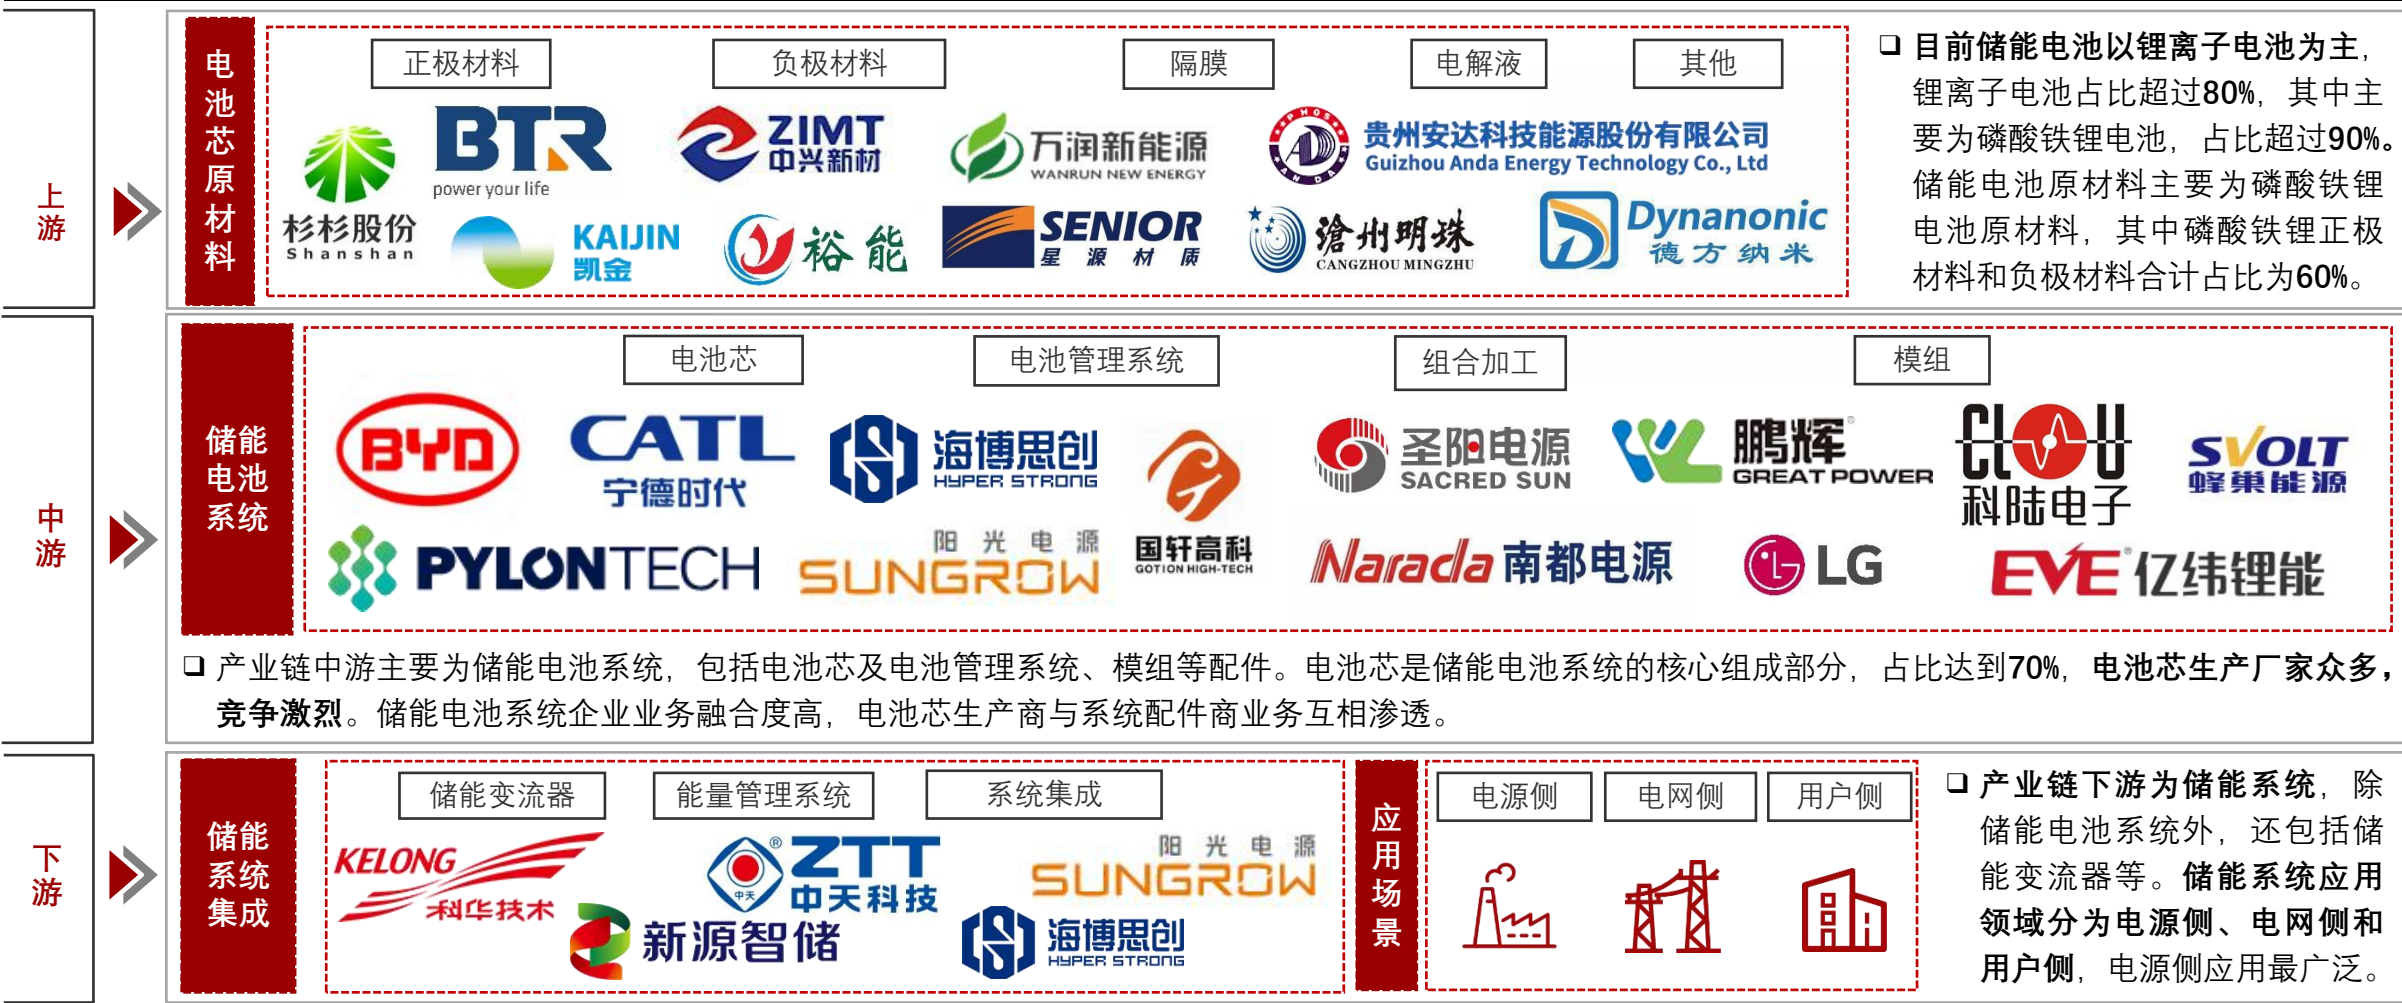 上游
电池芯原材料
正极材料
负极材料
隔膜
电解液
其他
杉杉股份
Shanshan
BTR
power your life
ZIMT
中兴新材
万润新能源
WANRUN NEW ENERGY
PHOS
ANDA
贵州安达科技能源股份有限公司
Guizhou Anda Energy Technology Co., Ltd
KAIJIN
凯金
裕能
SENIOR
星源材质
沧州明珠
CANGZHOU MINGZHU
Dynanonic
德方纳米
❑ 目前储能电池以锂离子电池为主,
锂离子电池占比超过80%, 其中主
要为磷酸铁锂电池, 占比超过90%。
储能电池原材料主要为磷酸铁锂
电池原材料, 其中磷酸铁锂正极
材料和负极材料合计占比为60%。
中游
储能
电池
系统
电池芯
电池管理系统
组合加工
模组
BYD
CATL
宁德时代
海博思创
HYPER STRONG
国轩高科
GOTION HIGH-TECH
圣阳电源
SACRED SUN
鹏辉®
GREAT POWER
CLOU
科陆电子
SVOLT
蜂巢能源
PYLONTECH
阳光电源
SUNGROW
Narada 南都电源
LG
EVE® 亿纬锂能
❑ 产业链中游主要为储能电池系统, 包括电池芯及电池管理系统、模组等配件。电池芯是储能电池系统的核心组成部分, 占比达到70%, 电池芯生产厂家众多,
竞争激烈。储能电池系统企业业务融合度高, 电池芯生产商与系统配件商业务互相渗透。
下游
储能
系统
集成
储能变流器
能量管理系统
系统集成
KELONG
科华技术
中天
®
ZTT
中天科技
阳光电源
SUNGROW
新源智储
海博思创
HYPER STRONG
应用场景
电源侧
电网侧
用户侧
❑ 产业链下游为储能系统, 除
储能电池系统外, 还包括储
能变流器等。储能系统应用
领域分为电源侧、电网侧和
用户侧, 电源侧应用最广泛。